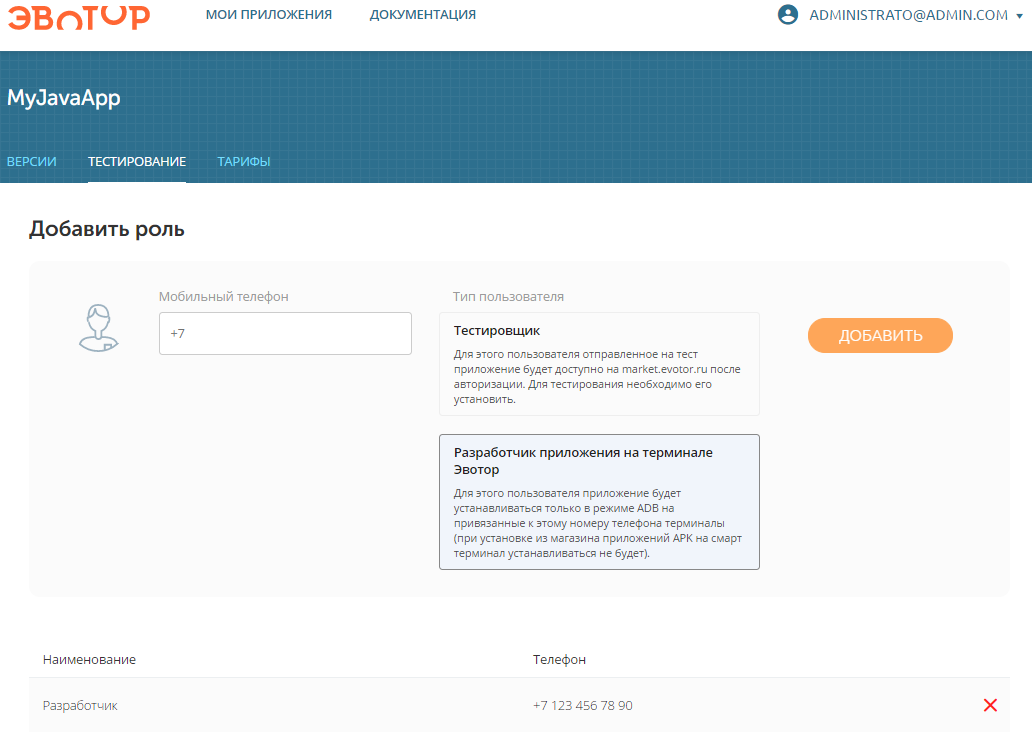 ЭВОТОР
МОИ ПРИЛОЖЕНИЯ
ДОКУМЕНТАЦИЯ
ADMINISTRATO@ADMIN.COM
MyJavaApp
ВЕРСИИ
ТЕСТИРОВАНИЕ
ТАРИФЫ
Добавить роль
Мобильный телефон
+7
Тип пользователя
Тестировщик
Для этого пользователя отправленное на тест
приложение будет доступно на market.evotor.ru после
авторизации. Для тестирования необходимо его
установить.
Разработчик приложения на терминале
Эвотор
Для этого пользователя приложение будет
устанавливаться только в режиме ADB на
привязанные к этому номеру телефона терминалы
(при установке из магазина приложений APK на смарт
терминал устанавливаться не будет).
ДОБАВИТЬ
Наименование
Телефон
Разработчик
+7 123 456 78 90